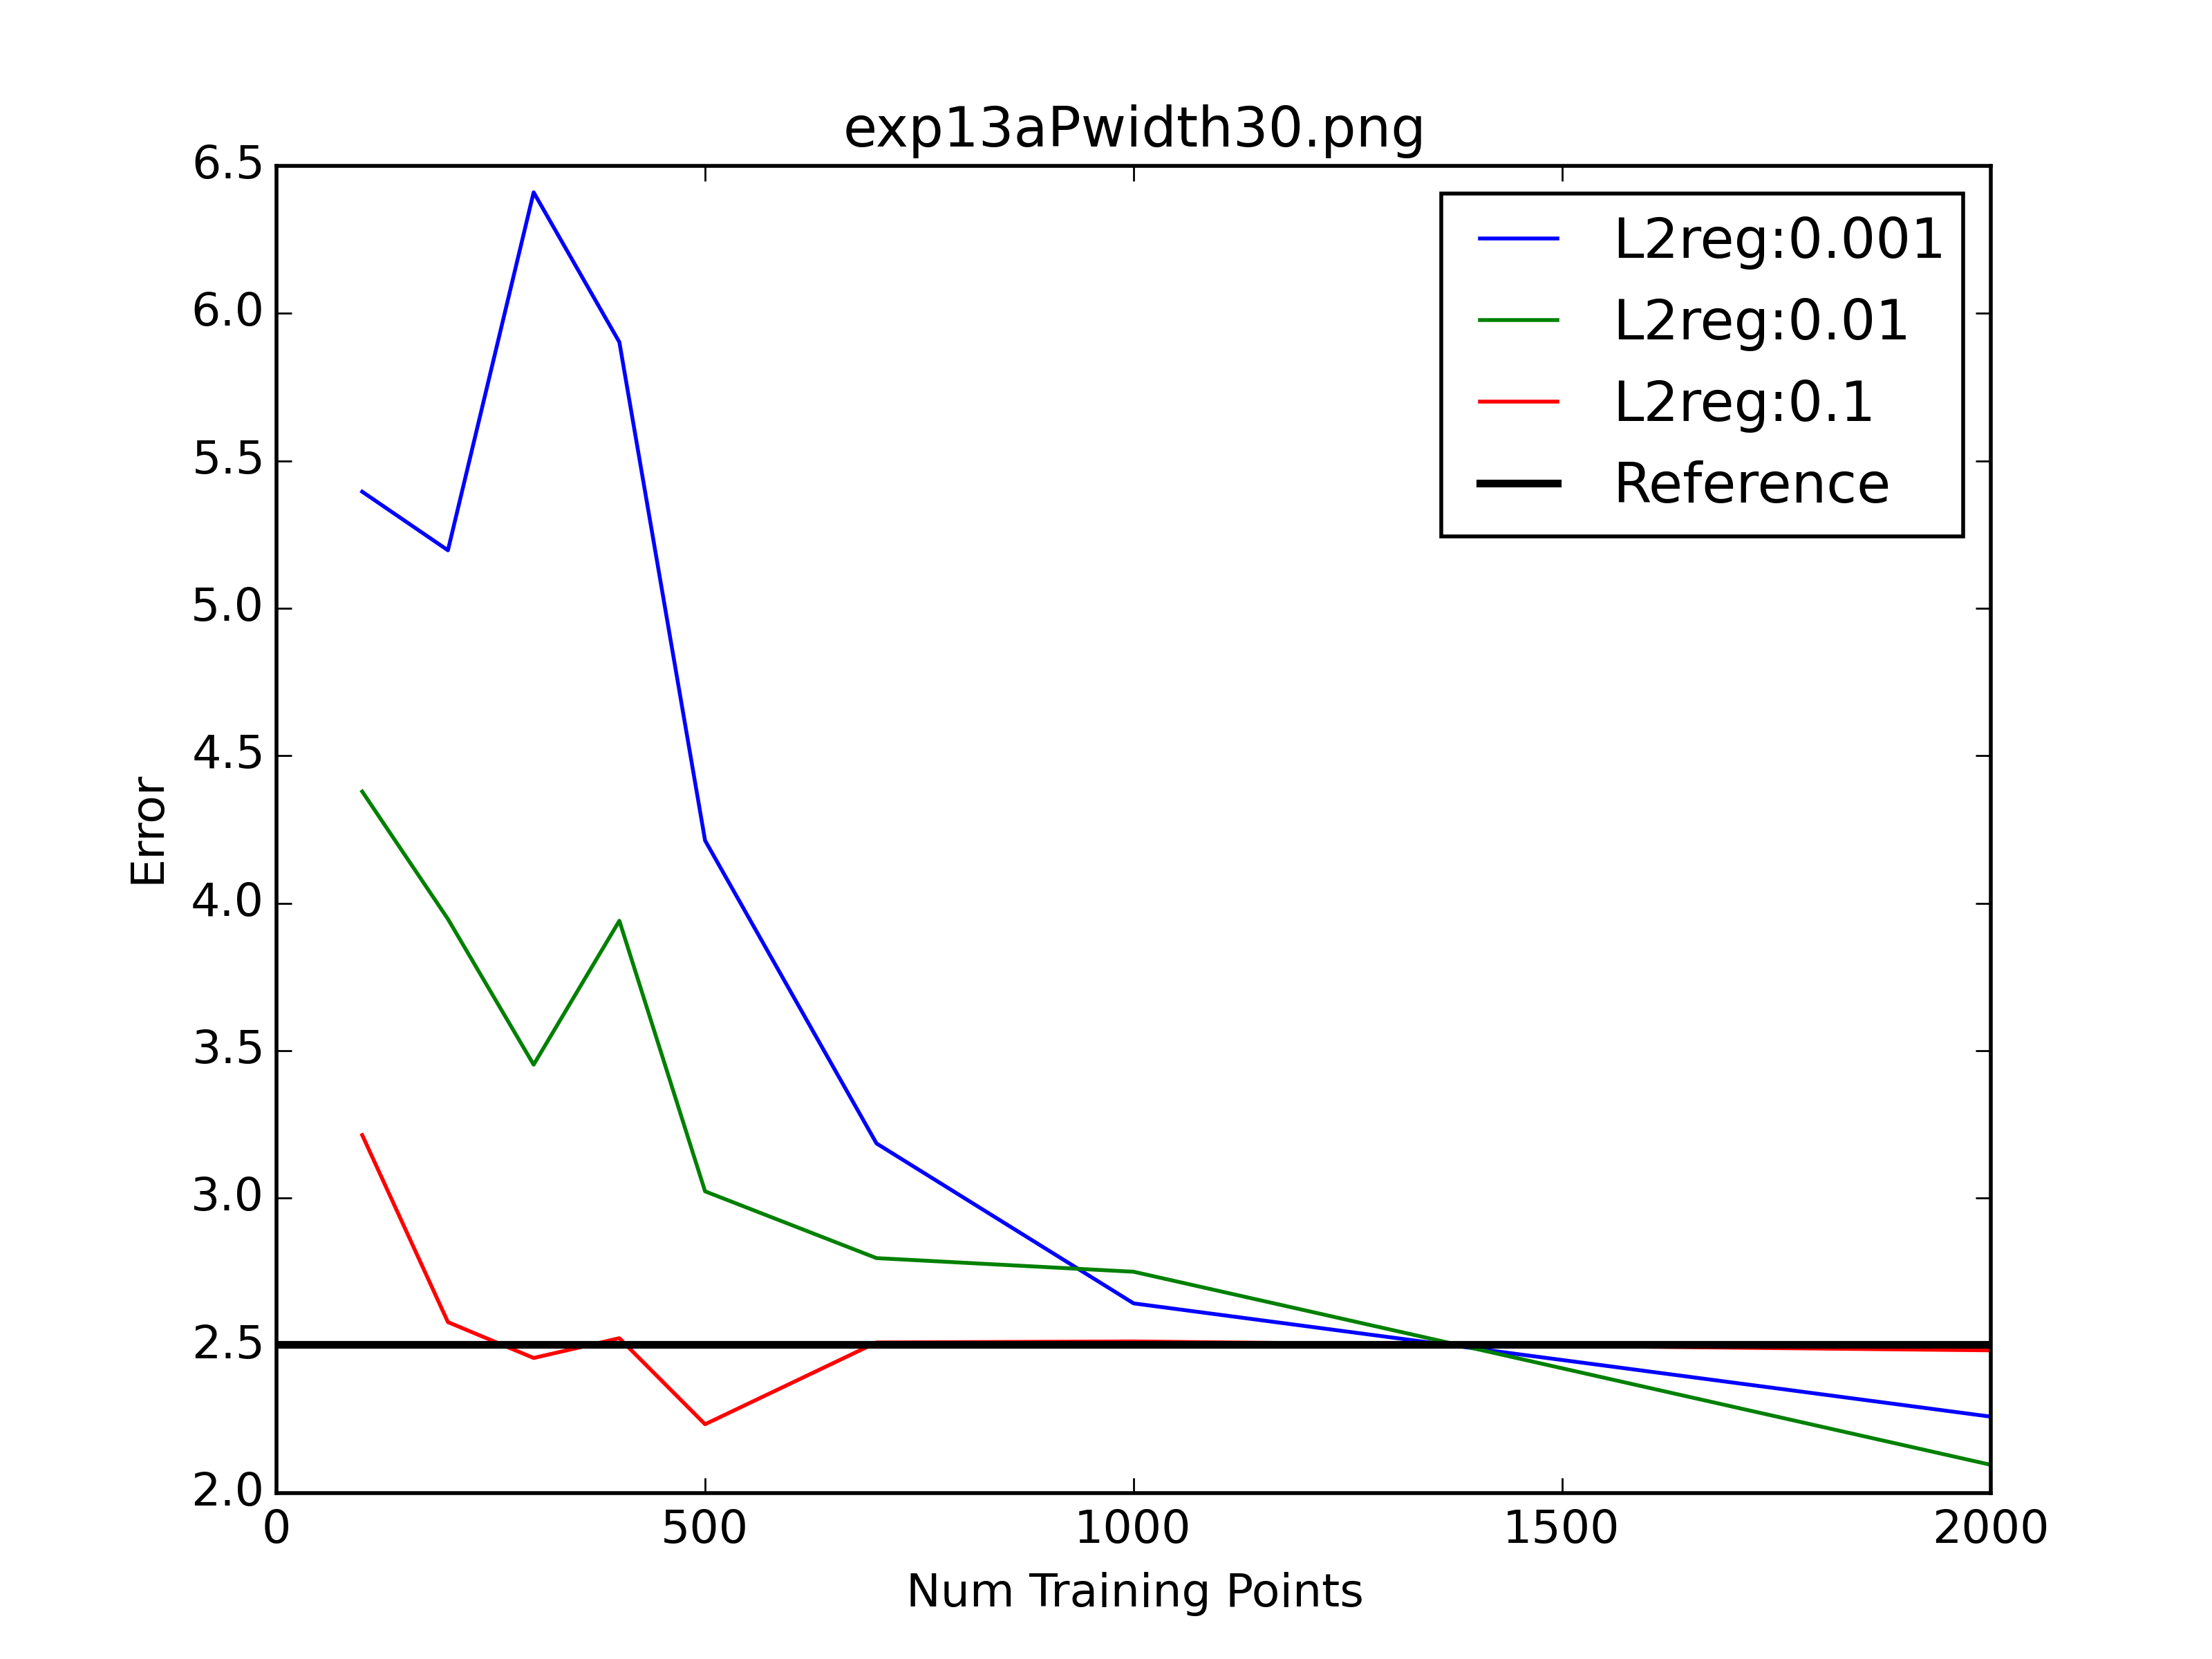 exp13aPwidth30.png
6.5
6.0
5.5
5.0
4.5
4.0
3.5
3.0
2.5
2.0
Error
L2reg:0.001
L2reg:0.01
L2reg:0.1
Reference
0 500 1000 1500 2000
Num Training Points